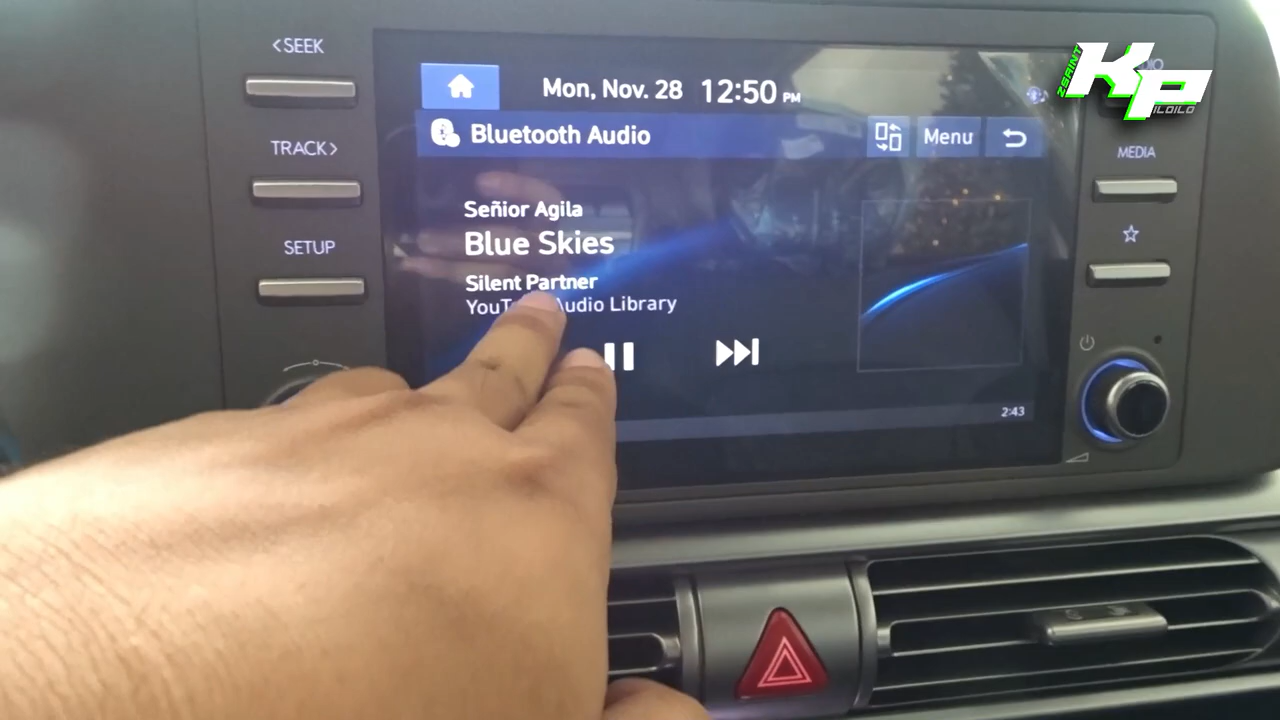 <SEEK
TRACK>
SETUP
Mon, Nov. 28 12:50 PM
Bluetooth Audio
Menu
Señior Agila
Blue Skies
Silent Partner
Audio Library
2:43
MEDIA
KP
ILOILO